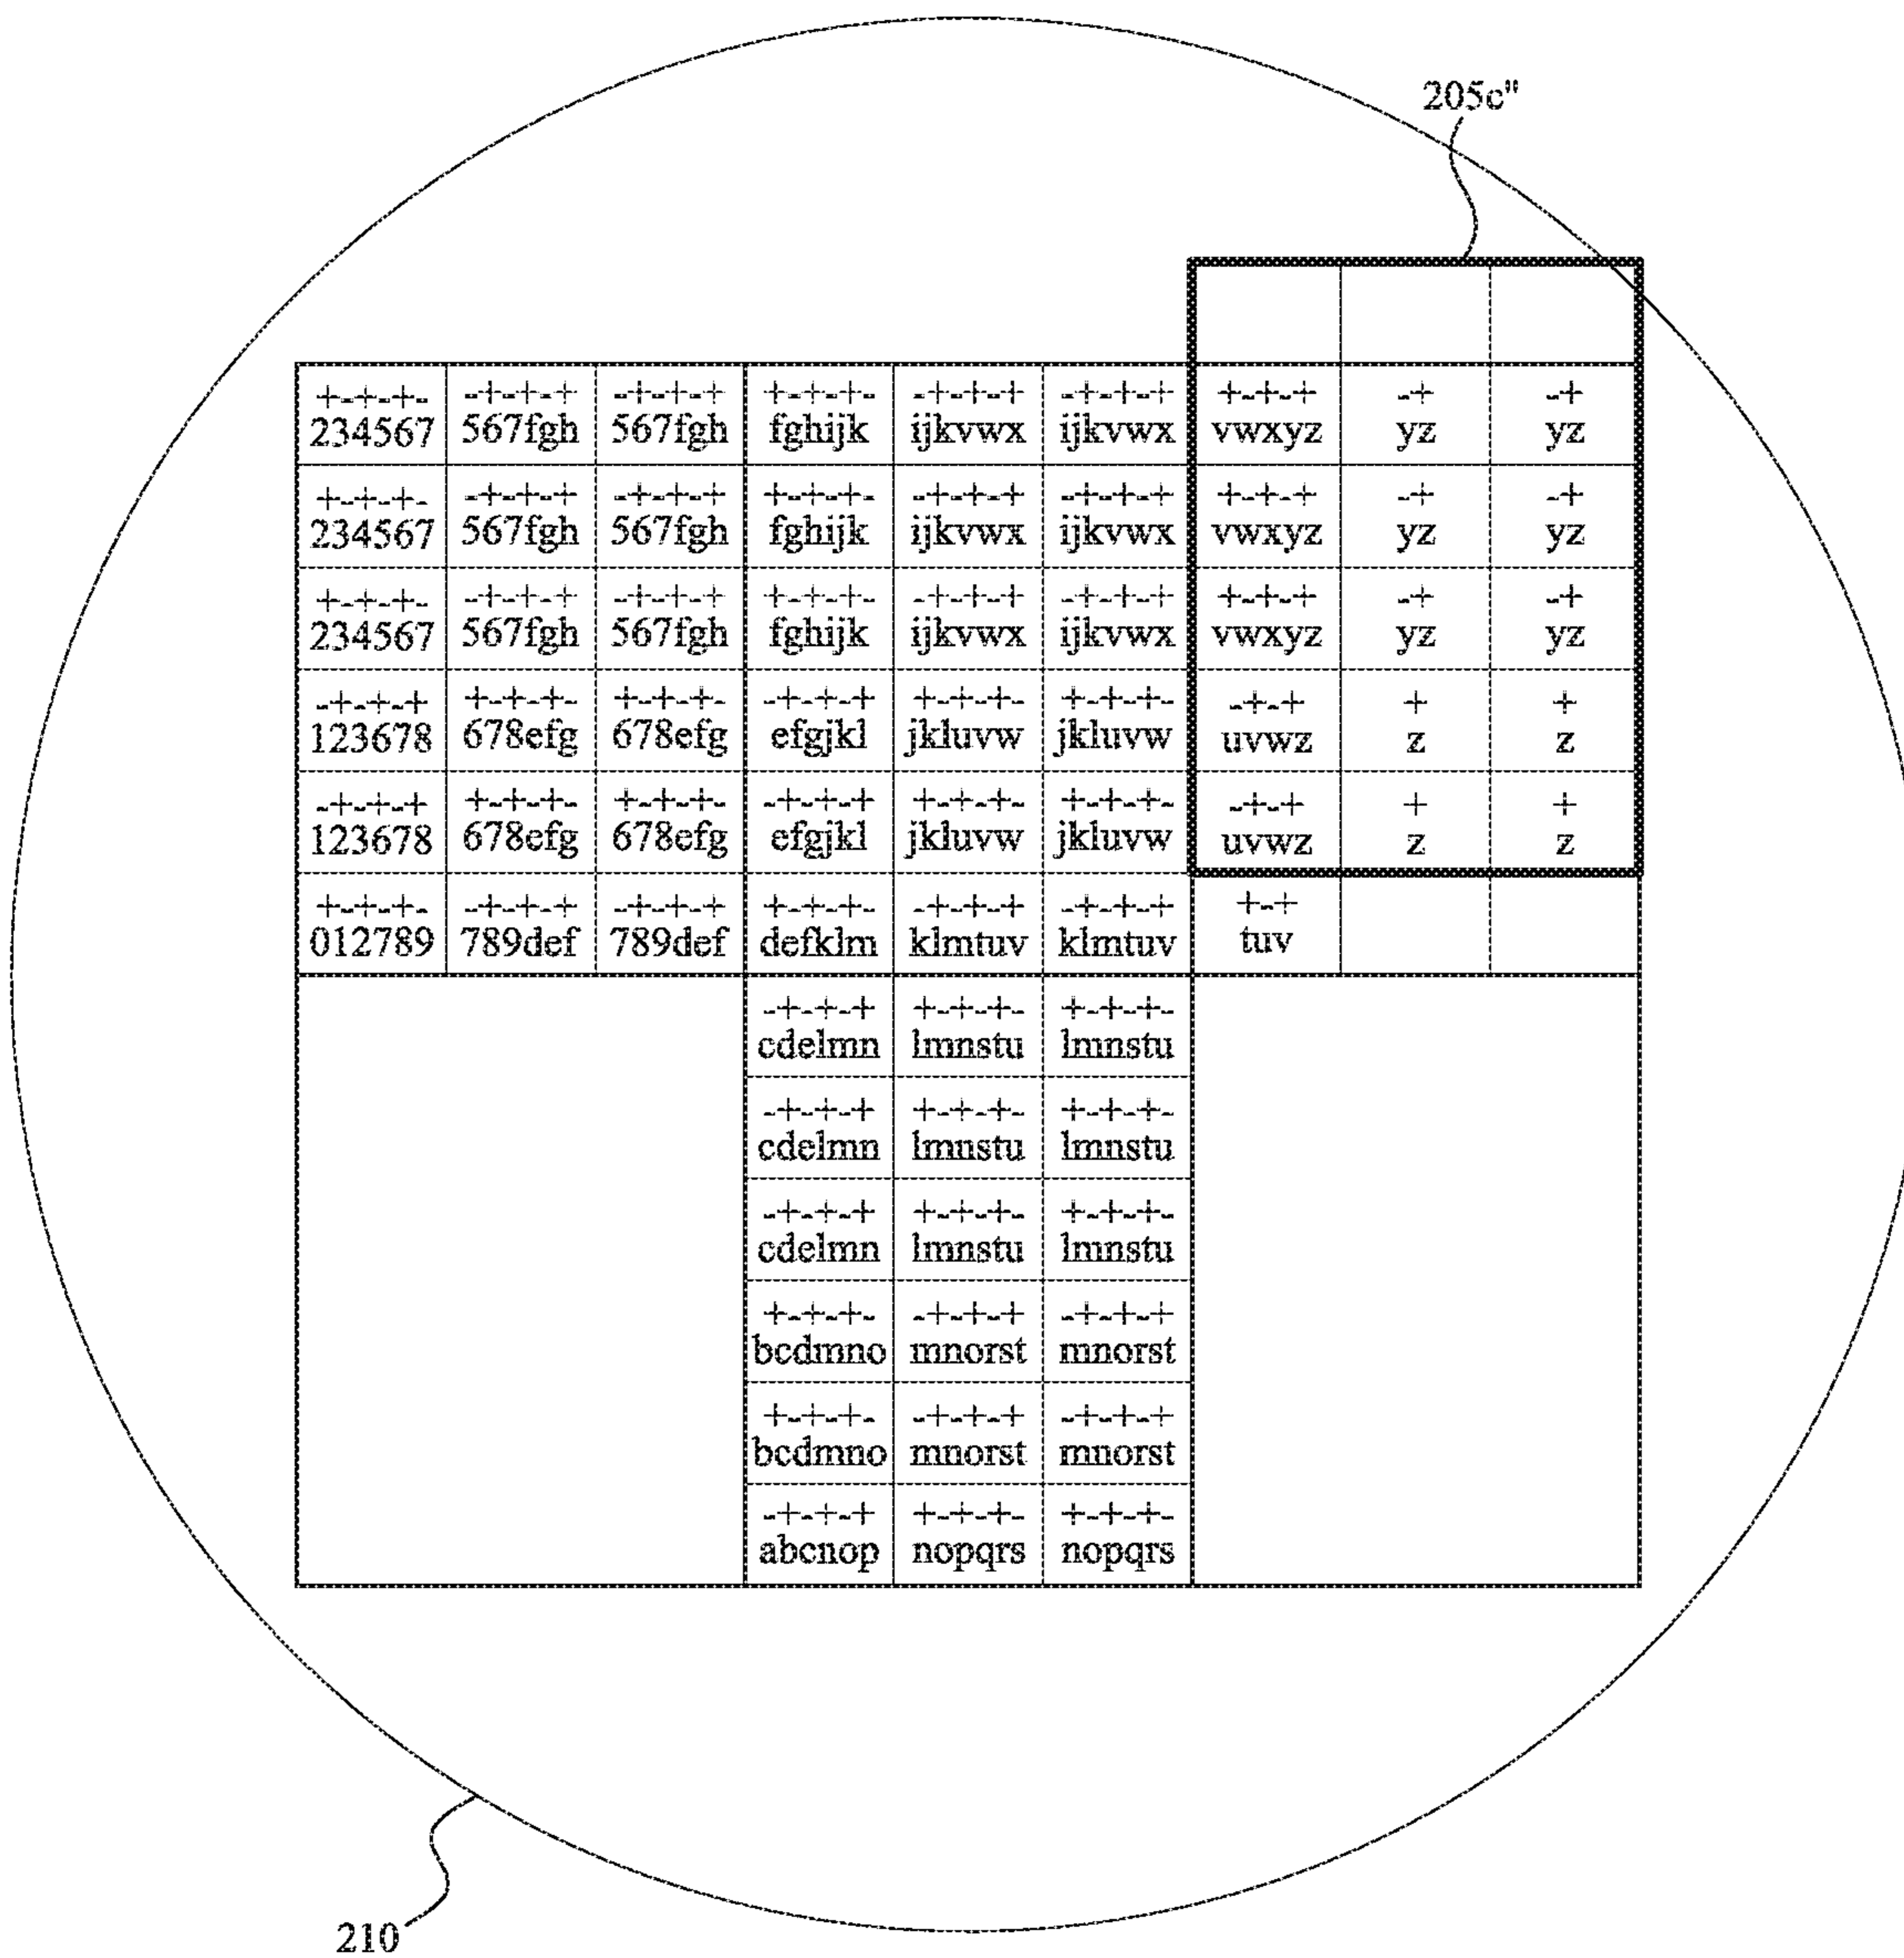 205c"
+-+-+- -+-+-+ -+-+-+ +-+-+- -+-+-+ -+-+-+ +-+-+ -+ -+
234567 567fgh 567fgh fghijk ijkvwx ijkvwx vwxyz yz yz
+-+-+- -+-+-+ -+-+-+ +-+-+- -+-+-+ -+-+-+ +-+-+ -+ -+
234567 567fgh 567fgh fghijk ijkvwx ijkvwx vwxyz yz yz
+-+-+- -+-+-+ -+-+-+ +-+-+- -+-+-+ -+-+-+ +-+-+ -+ -+
234567 567fgh 567fgh fghijk ijkvwx ijkvwx vwxyz yz yz
-+-+-+ +-+-+- +-+-+- -+-+-+ +-+-+- +-+-+- -+-+ + +
123678 678efg 678efg efgjkl jkluvw jkluvw uvwz z z
-+-+-+ +-+-+- +-+-+- -+-+-+ +-+-+- +-+-+- -+-+ + +
123678 678efg 678efg efgjkl jkluvw jkluvw uvwz z z
+-+-+- -+-+-+ -+-+-+ +-+-+- -+-+-+ -+-+-+ +-+
012789 789def 789def defklm klmtuv klmtuv tuv
-+-+-+ +-+-+- +-+-+-
cdelmn lmnstu lmnstu
-+-+-+ +-+-+- +-+-+-
cdelmn lmnstu lmnstu
-+-+-+ +-+-+- +-+-+-
cdelmn lmnstu lmnstu
+-+-+- -+-+-+ -+-+-+
bcdmno mnorst mnorst
+-+-+- -+-+-+ -+-+-+
bcdmno mnorst mnorst
-+-+-+ +-+-+- +-+-+-
abcnop nopqrs nopqrs
210